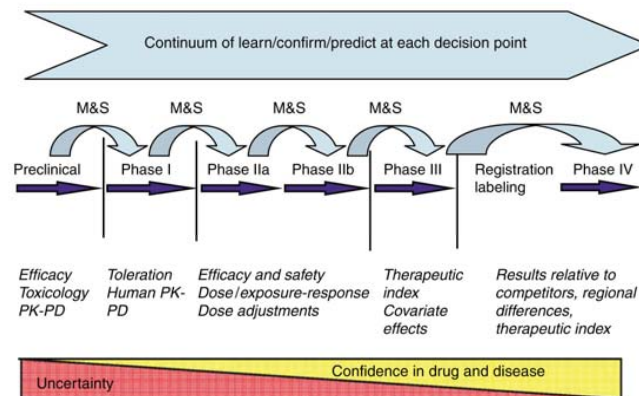 Continuum of learn/confirm/predict at each decision point
M&S M&S M&S M&S M&S
Preclinical Phase I Phase IIa Phase IIb Phase III Registration labeling Phase IV
Efficacy
Toxicology
PK-PD
Toleration
Human PK-
PD
Efficacy and safety
Dose/exposure-response
Dose adjustments
Therapeutic
index
Covariate
effects
Results relative to
competitors, regional
differences,
therapeutic index
Confidence in drug and disease
Uncertainty